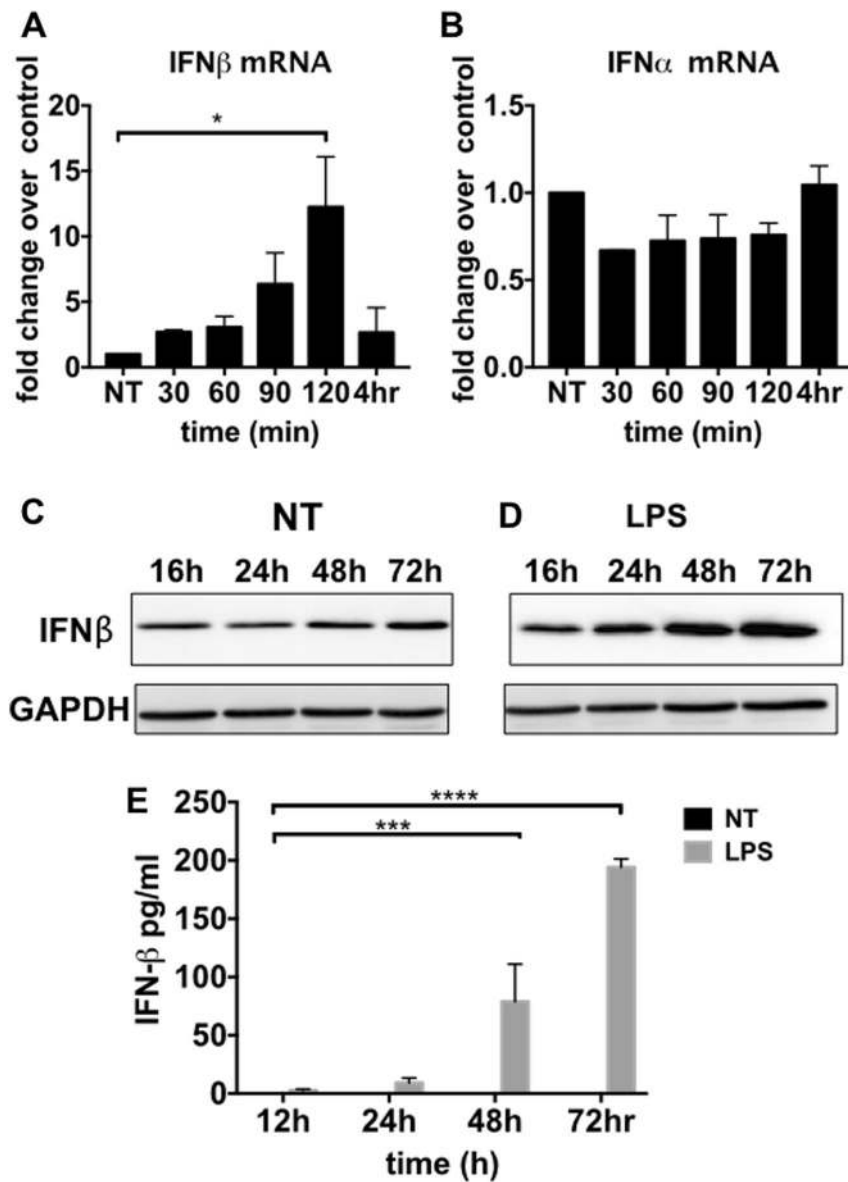 A
IFNβ mRNA
fold change over control
20
15
10
5
0
*
NT 30 60 90 120 4hr
time (min)
B
IFNα mRNA
fold change over control
1.5
1.0
0.5
0.0
NT 30 60 90 120 4hr
time (min)
C NT
16h 24h 48h 72h
IFNβ
GAPDH
D LPS
16h 24h 48h 72h
E
IFN-β pg/ml
250
200
150
100
50
0
****
***
12h 24h 48h 72hr
time (h)
NT
LPS